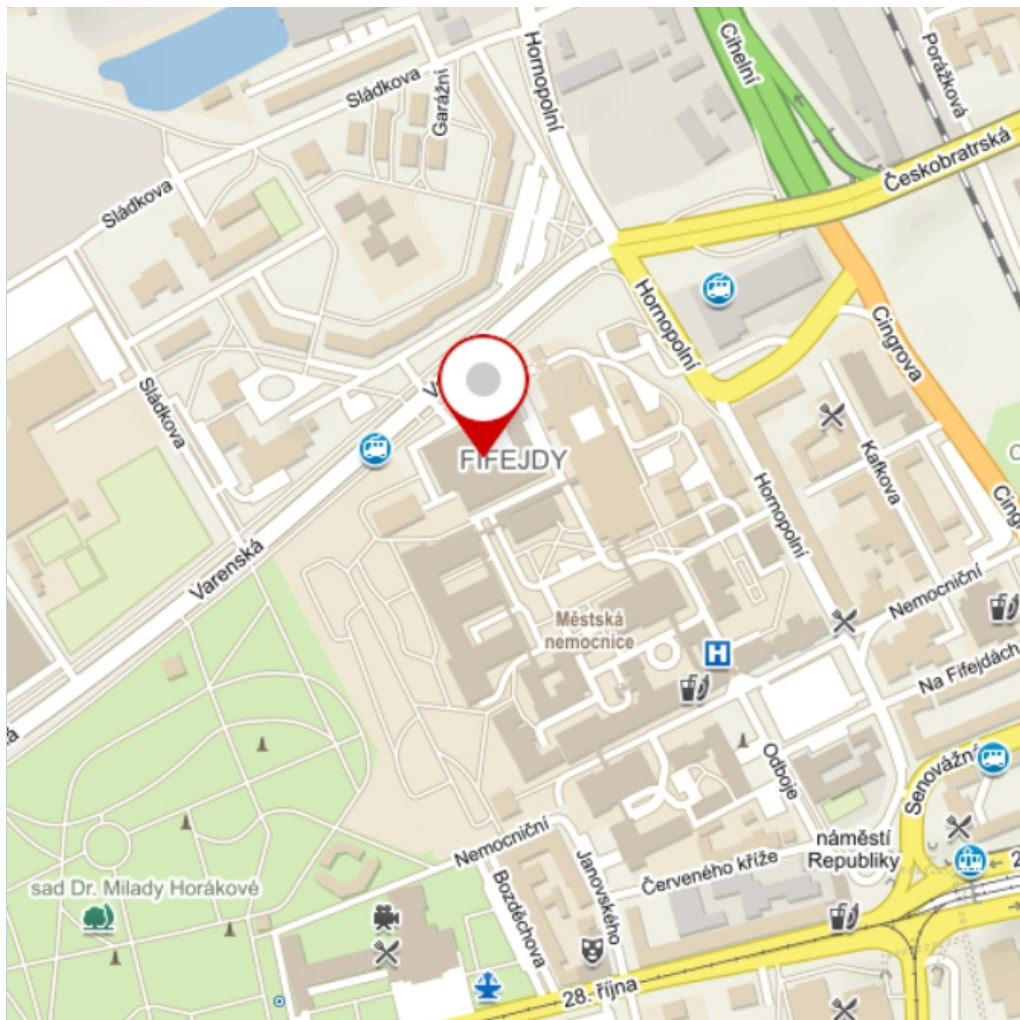 Hornopolní
Cihelní
Porážková
Sládkova
Garážní
Českobratrská
Sládkova
Hornopolní
Cingrova
Sládkova
FIFEJDY
Kafkova
Hornopolní
Varenská
Nemocniční
Městská
nemocnice
H
Na Fifejdách
Odboje
Senovážná
Nemocniční
náměstí
Republiky
Červeného kříže
Janovského
sad Dr. Milady Horákové
Bozděchova
28. října